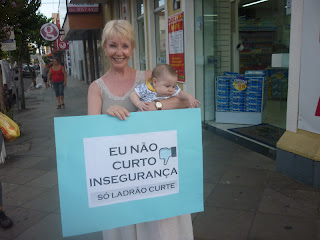 EU NÃO
CURTO
INSEGURANÇA
SÓ LADRÃO CURTE